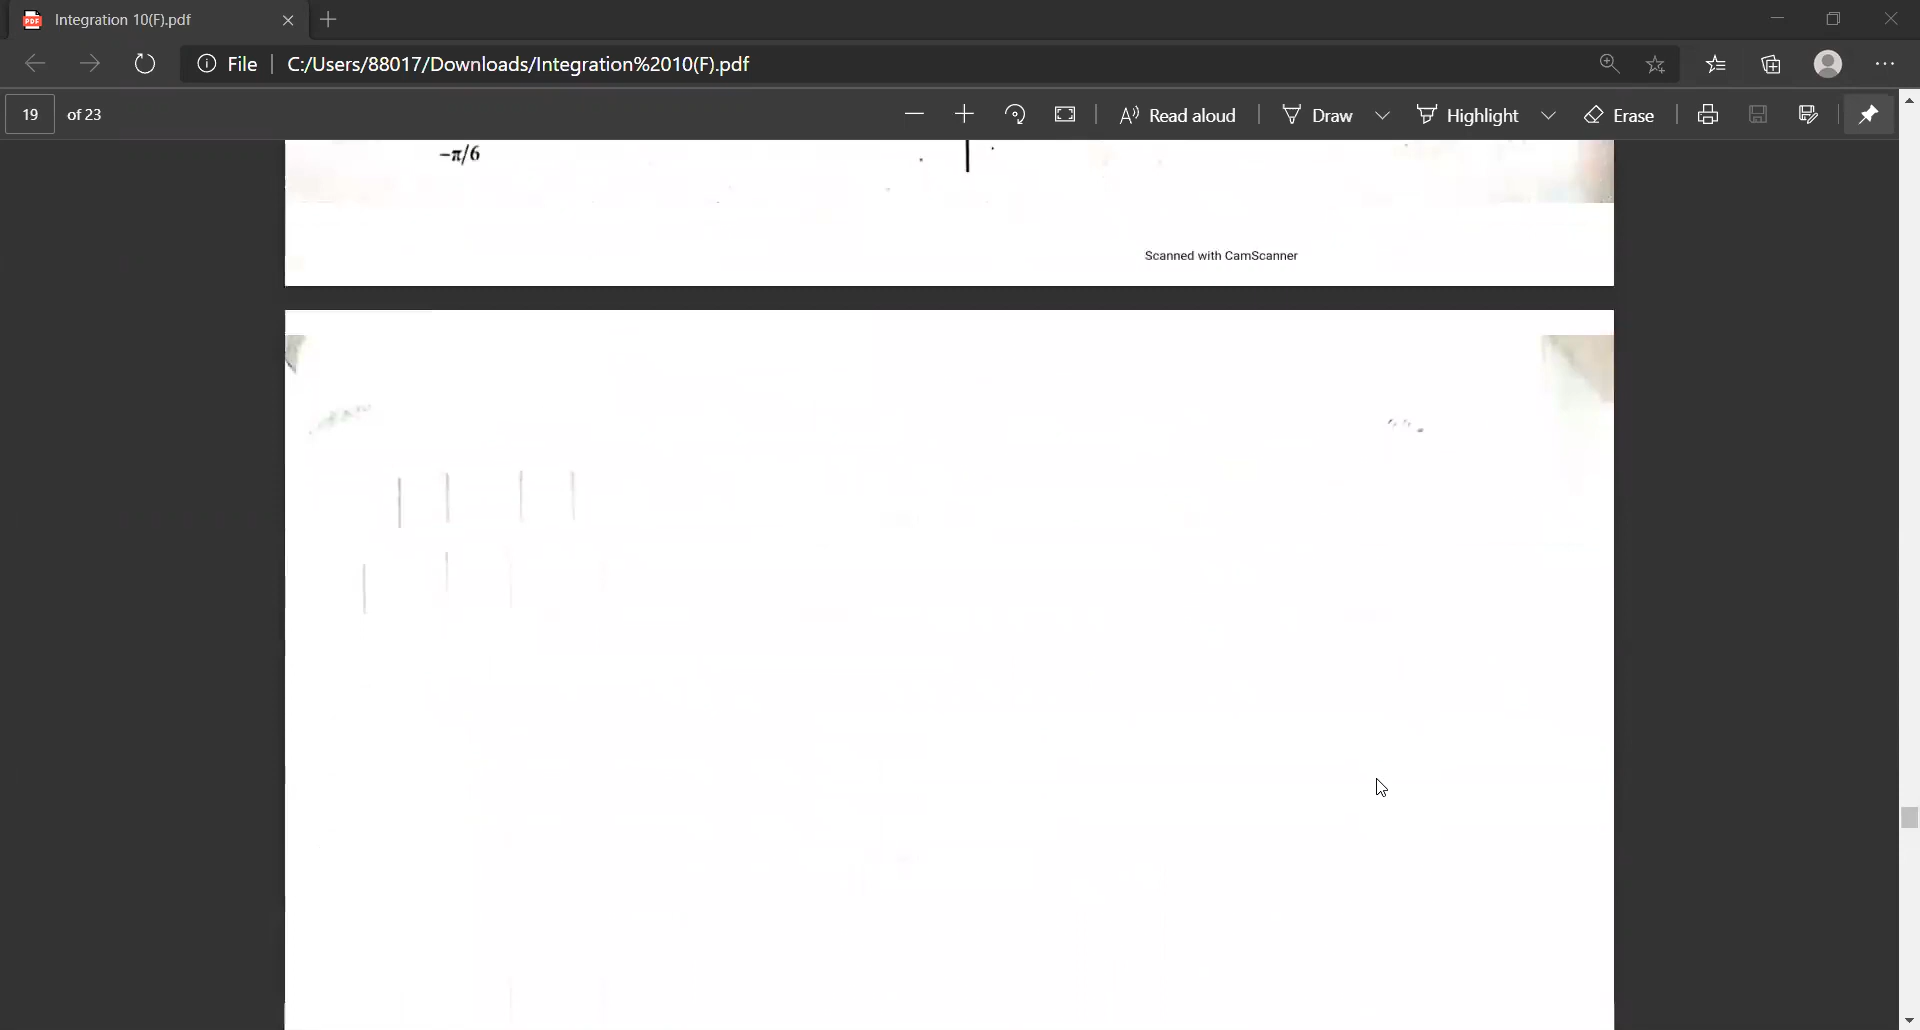 Integration 10(F).pdf
File C:/Users/88017/Downloads/Integration%2010(F).pdf
19 of 23 Read aloud Draw Highlight Erase
−π/6
Scanned with CamScanner